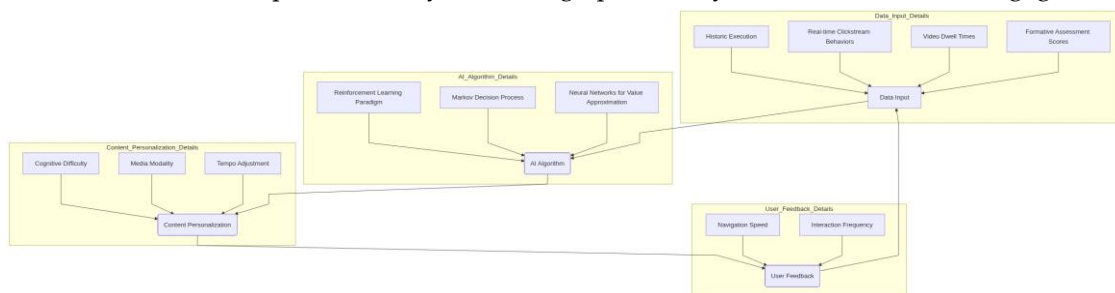 Data_Input_Details
Historic Execution
Real-time Clickstream
Behaviors
Video Dwell Times
Formative Assessment
Scores
Data Input
AI_Algorithm_Details
Reinforcement Learning
Paradigm
Markov Decision Process
Neural Networks for Value
Approximation
AI Algorithm
Content_Personalization_Details
Cognitive Difficulty
Media Modality
Tempo Adjustment
Content Personalization
User_Feedback_Details
Navigation Speed
Interaction Frequency
User Feedback